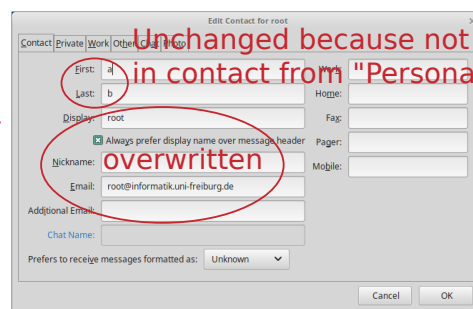 Edit Contact for root
Contact Private Work Other Chat Photo
Unchanged because not
in contact from "Persona
First: a
Work:
Last: b
Home:
Display: root
Fax:
Always prefer display name over message header
Pager:
Nickname:
overwritten
Mobile:
Email: root@informatik.uni-freiburg.de
Additional Email:
Chat Name:
Prefers to receive messages formatted as: Unknown
Cancel OK